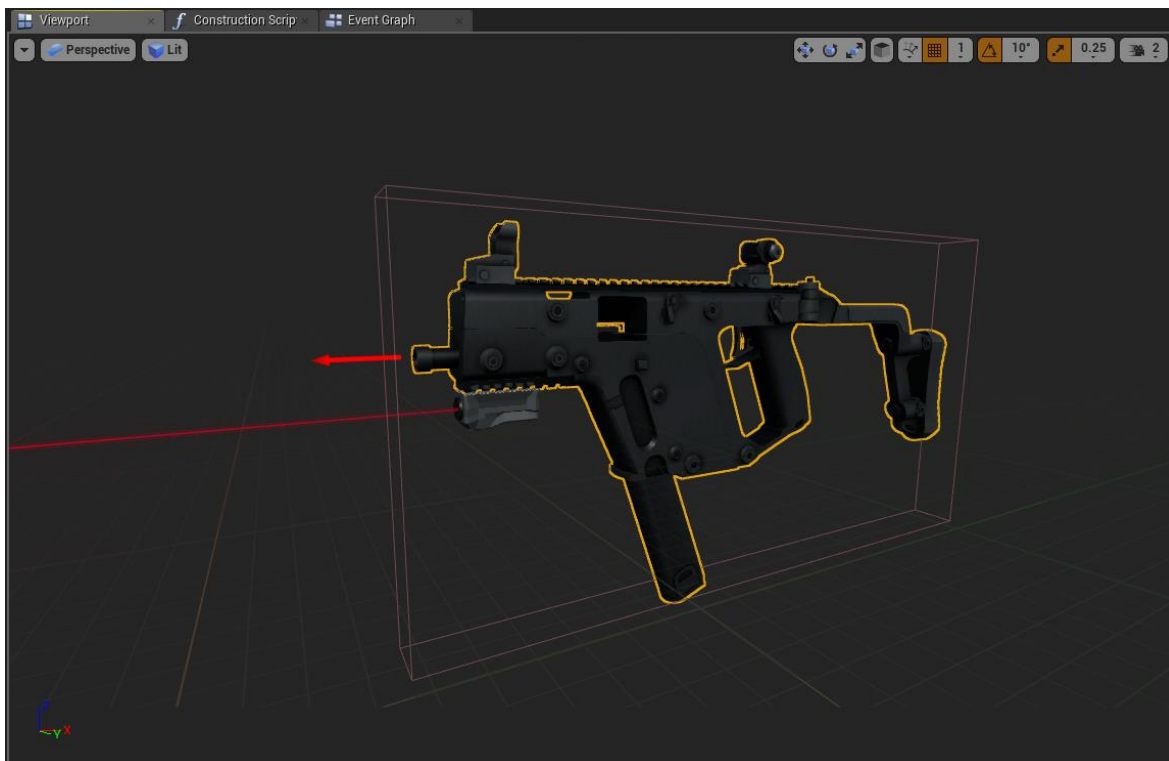 Viewport Construction Scrip Event Graph
Perspective Lit 1 10° 0.25 2
Z
Y X